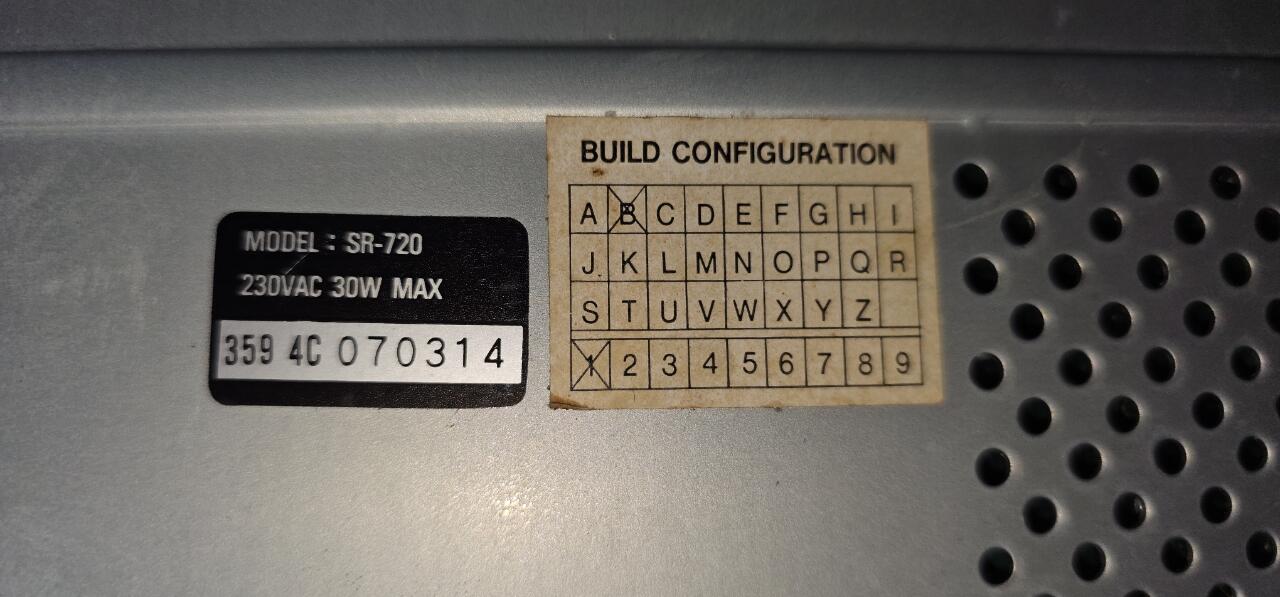 MODEL : SR-720
230VAC 30W MAX
359 4C 070314
BUILD CONFIGURATION
A B C D E F G H I
J K L M N O P Q R
S T U V W X Y Z
1 2 3 4 5 6 7 8 9